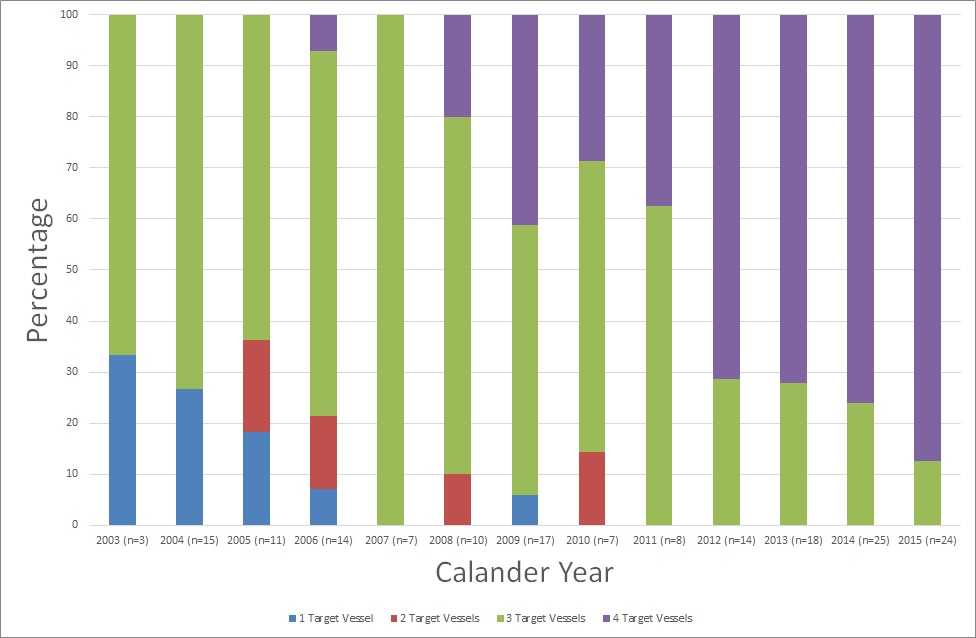 100
90
80
70
60
50
40
30
20
10
0
Percentage
2003 (n=3) 2004 (n=15) 2005 (n=11) 2006 (n=14) 2007 (n=7) 2008 (n=10) 2009 (n=17) 2010 (n=7) 2011 (n=8) 2012 (n=14) 2013 (n=18) 2014 (n=25) 2015 (n=24)
Calander Year
1 Target Vessel 2 Target Vessels 3 Target Vessels 4 Target Vessels